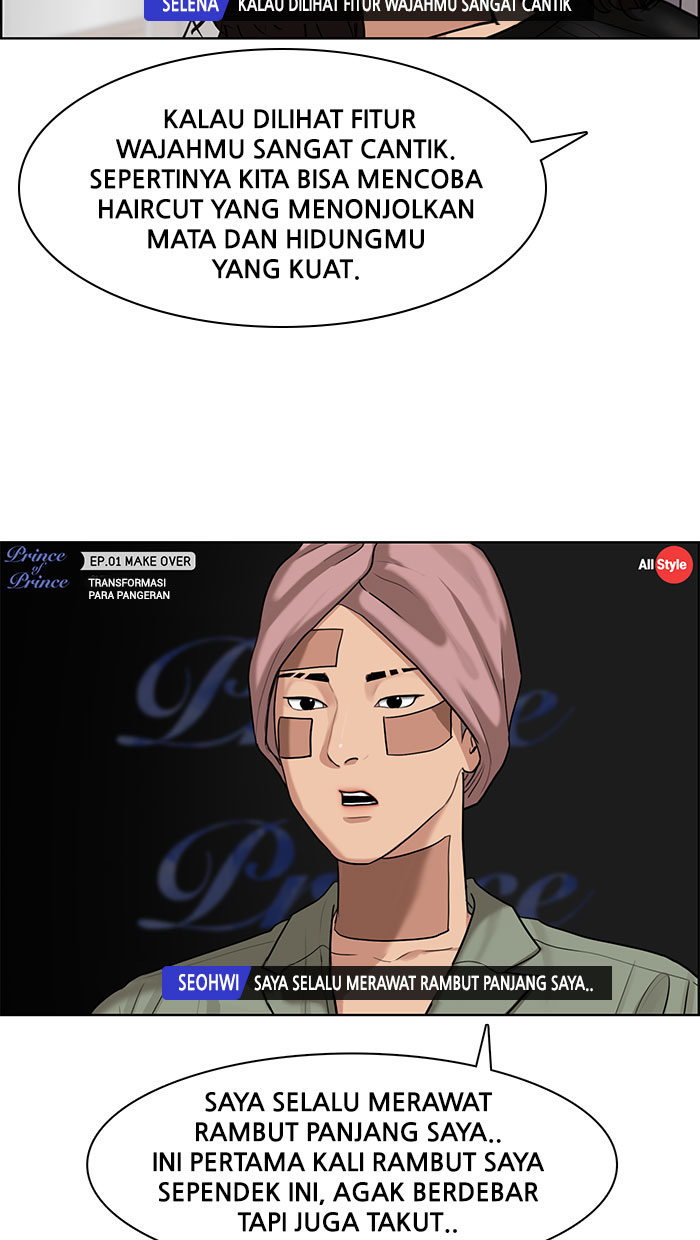 SELENA KALAU DILIHAT FITUR WAJAHMU SANGAT CANTIK
KALAU DILIHAT FITUR
WAJAHMU SANGAT CANTIK.
SEPERTINYA KITA BISA MENCOBA
HAIRCUT YANG MENONJOLKAN
MATA DAN HIDUNGMU
YANG KUAT.
Prince
of
Prince
EP.01 MAKE OVER
TRANSFORMASI
PARA PANGERAN
All Style
Prince
Prince
SEOHWI SAYA SELALU MERAWAT RAMBUT PANJANG SAYA..
SAYA SELALU MERAWAT
RAMBUT PANJANG SAYA..
INI PERTAMA KALI RAMBUT SAYA
SEPENDEK INI, AGAK BERDEBAR
TAPI JUGA TAKUT..